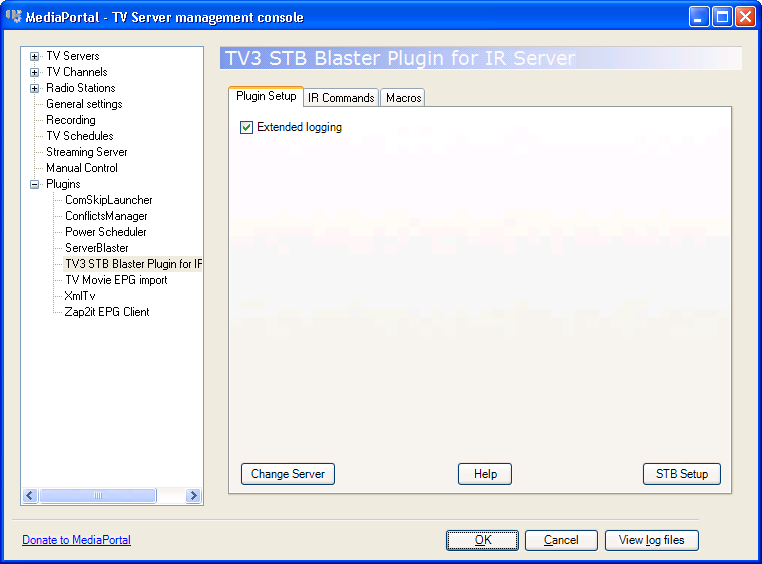 MediaPortal - TV Server management console
TV Servers
TV Channels
Radio Stations
General settings
Recording
TV Schedules
Streaming Server
Manual Control
Plugins
ComSkipLauncher
ConflictsManager
Power Scheduler
ServerBlaster
TV3 STB Blaster Plugin for IF
TV Movie EPG import
XmlTv
Zap2it EPG Client
TV3 STB Blaster Plugin for IR Server
Plugin Setup IR Commands Macros
Extended logging
Change Server Help STB Setup
Donate to MediaPortal OK Cancel View log files